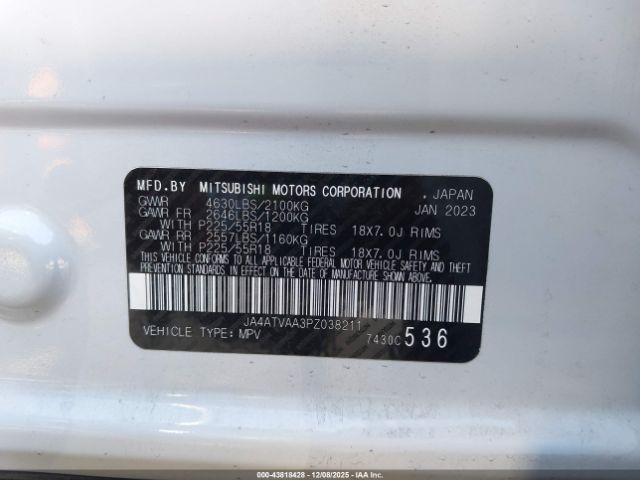 MFD.BY MITSUBISHI MOTORS CORPORATION . JAPAN
GVWR 4630LBS/2100KG JAN 2023
GAWR FR 2646LBS/1200KG
WITH P225/55R18 TIRES 18X7.0J RIMS
GAWR RR 2557LBS/1160KG
WITH P225/55R18 TIRES 18X7.0J RIMS
THIS VEHICLE CONFORMS TO ALL APPLICABLE FEDERAL MOTOR VEHICLE SAFETY AND THEFT
PREVENTION STANDARDS IN EFFECT ON THE DATE OF MANUFACTURE SHOWN ABOVE.
JA4ATVAA3PZ038211
VEHICLE TYPE: MPV 7430C 536
00-43818428 - 12/08/2025 - IAA Inc.